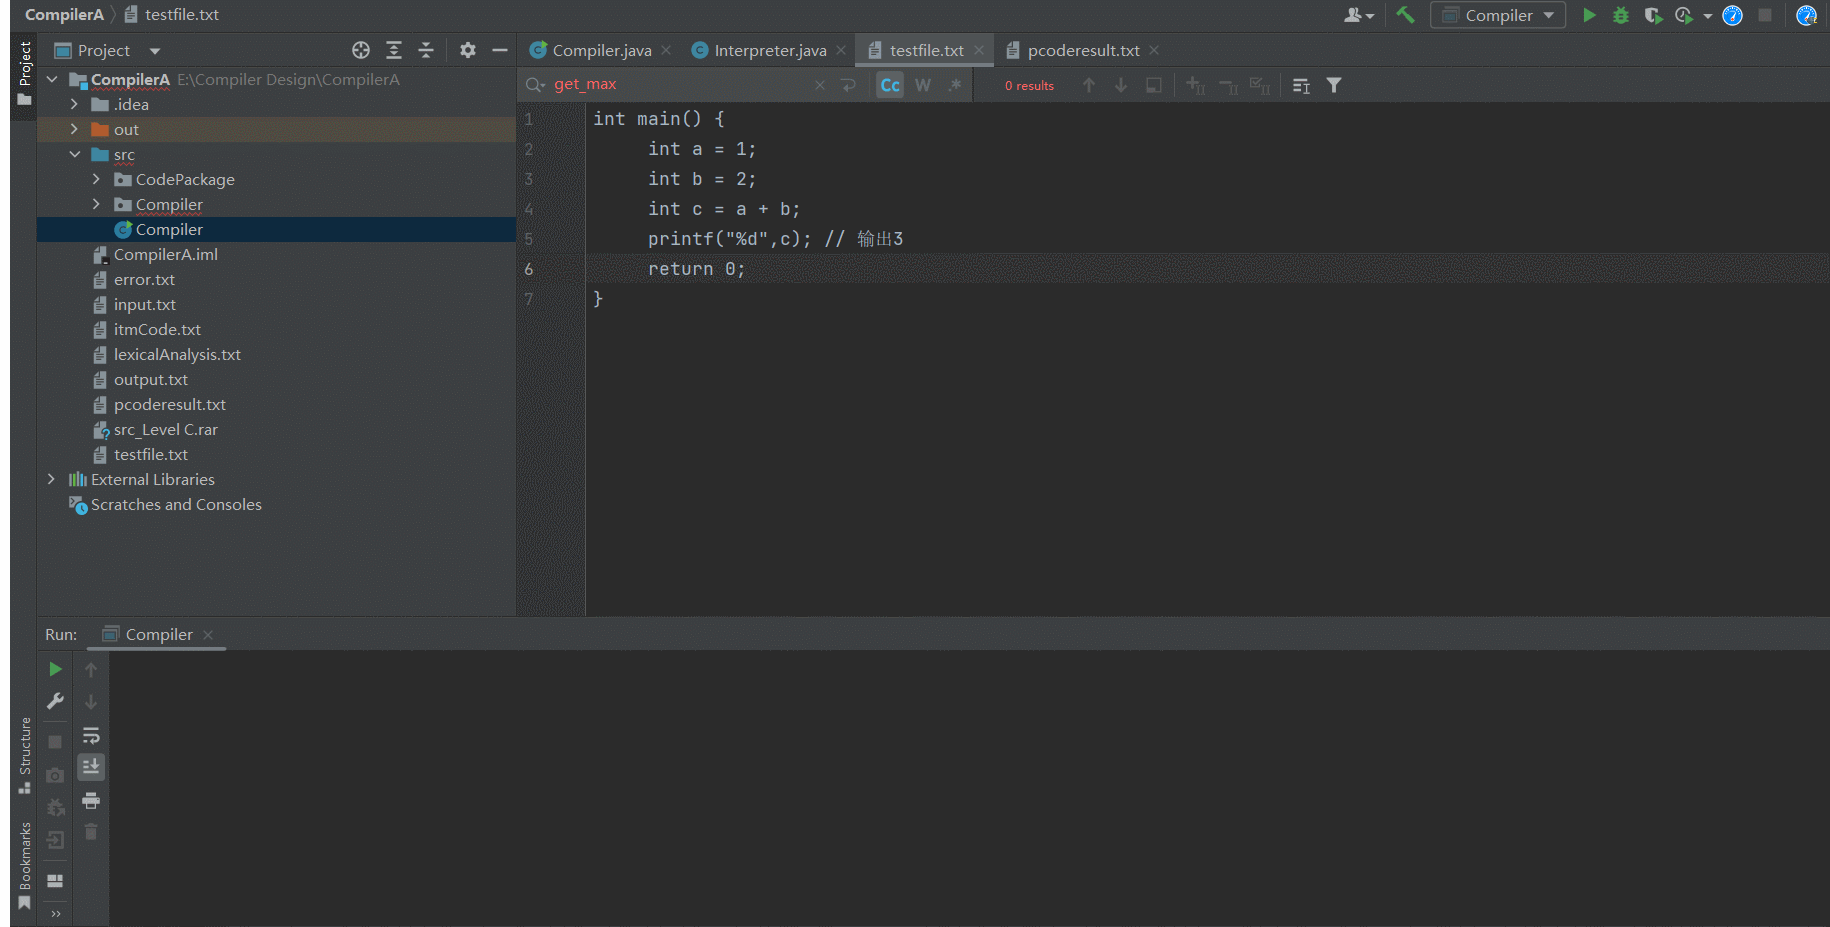 CompilerA testfile.txt
Compiler
Project
Project
Compiler.java
Interpreter.java
testfile.txt
pcoderesult.txt
CompilerA E:\Compiler Design\CompilerA
.idea
out
src
CodePackage
Compiler
Compiler
CompilerA.iml
error.txt
input.txt
itmCode.txt
lexicalAnalysis.txt
output.txt
pcoderesult.txt
src_Level C.rar
testfile.txt
External Libraries
Scratches and Consoles
get_max
Cc W .*
0 results
1 int main() {
2 int a = 1;
3 int b = 2;
4 int c = a + b;
5 printf("%d",c); // 输出3
6 return 0;
7 }
Run: Compiler
Structure
Bookmarks